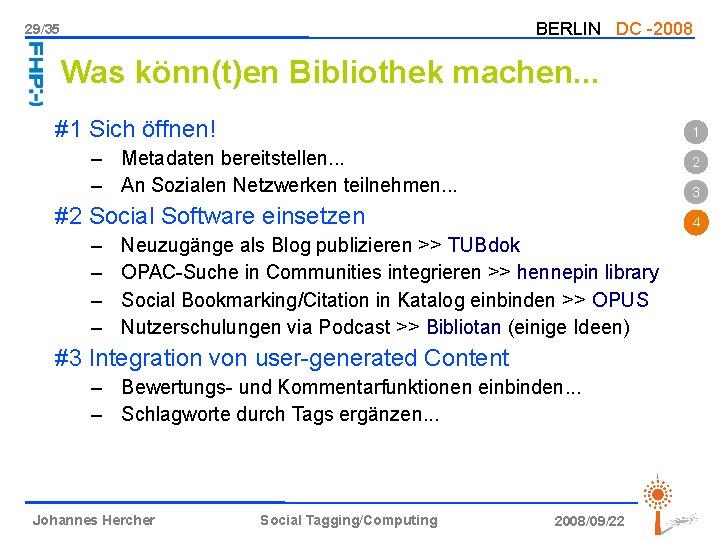 29/35
BERLIN DC -2008
FHP:-)
Was könn(t)en Bibliothek machen...
#1 Sich öffnen!
1
– Metadaten bereitstellen...
2
– An Sozialen Netzwerken teilnehmen...
3
#2 Social Software einsetzen
4
– Neuzugänge als Blog publizieren >> TUBdok
– OPAC-Suche in Communities integrieren >> hennepin library
– Social Bookmarking/Citation in Katalog einbinden >> OPUS
– Nutzerschulungen via Podcast >> Bibliotan (einige Ideen)
#3 Integration von user-generated Content
– Bewertungs- und Kommentarfunktionen einbinden...
– Schlagworte durch Tags ergänzen...
Johannes Hercher
Social Tagging/Computing
2008/09/22